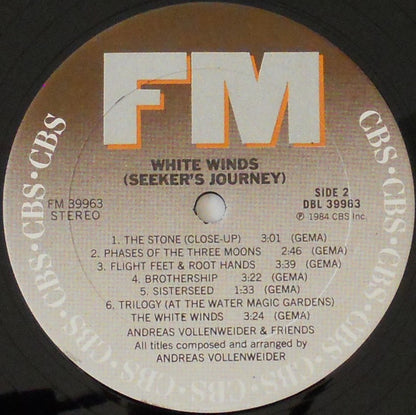 FM
WHITE WINDS
(SEEKER'S JOURNEY)
FM 39963
STEREO
SIDE 2
DBL 39963
℗ 1984 CBS Inc.
1. THE STONE (CLOSE-UP) 3:01 (GEMA)
2. PHASES OF THE THREE MOONS 2:46 (GEMA)
3. FLIGHT FEET & ROOT HANDS 3:39 (GEMA)
4. BROTHERSHIP 3:22 (GEMA)
5. SISTERSEED 1:33 (GEMA)
6. TRILOGY (AT THE WATER MAGIC GARDENS)
THE WHITE WINDS 3:24 (GEMA)
ANDREAS VOLLENWEIDER & FRIENDS
All titles composed and arranged by
ANDREAS VOLLENWEIDER
CBS • CBS • CBS • CBS • CBS • CBS • CBS • CBS • CBS • CBS